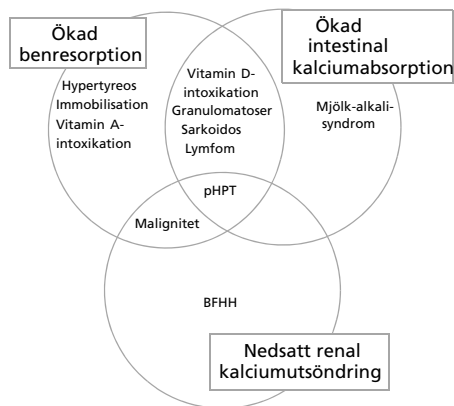 Ökad
benresorption
Ökad
intestinal
kalciumabsorption
Hypertyreos
Immobilisation
Vitamin A-
intoxikation
Vitamin D-
intoxikation
Granulomatoser
Sarkoidos
Lymfom
Mjölk-alkali-
syndrom
pHPT
Malignitet
BFHH
Nedsatt renal
kalciumutsöndring